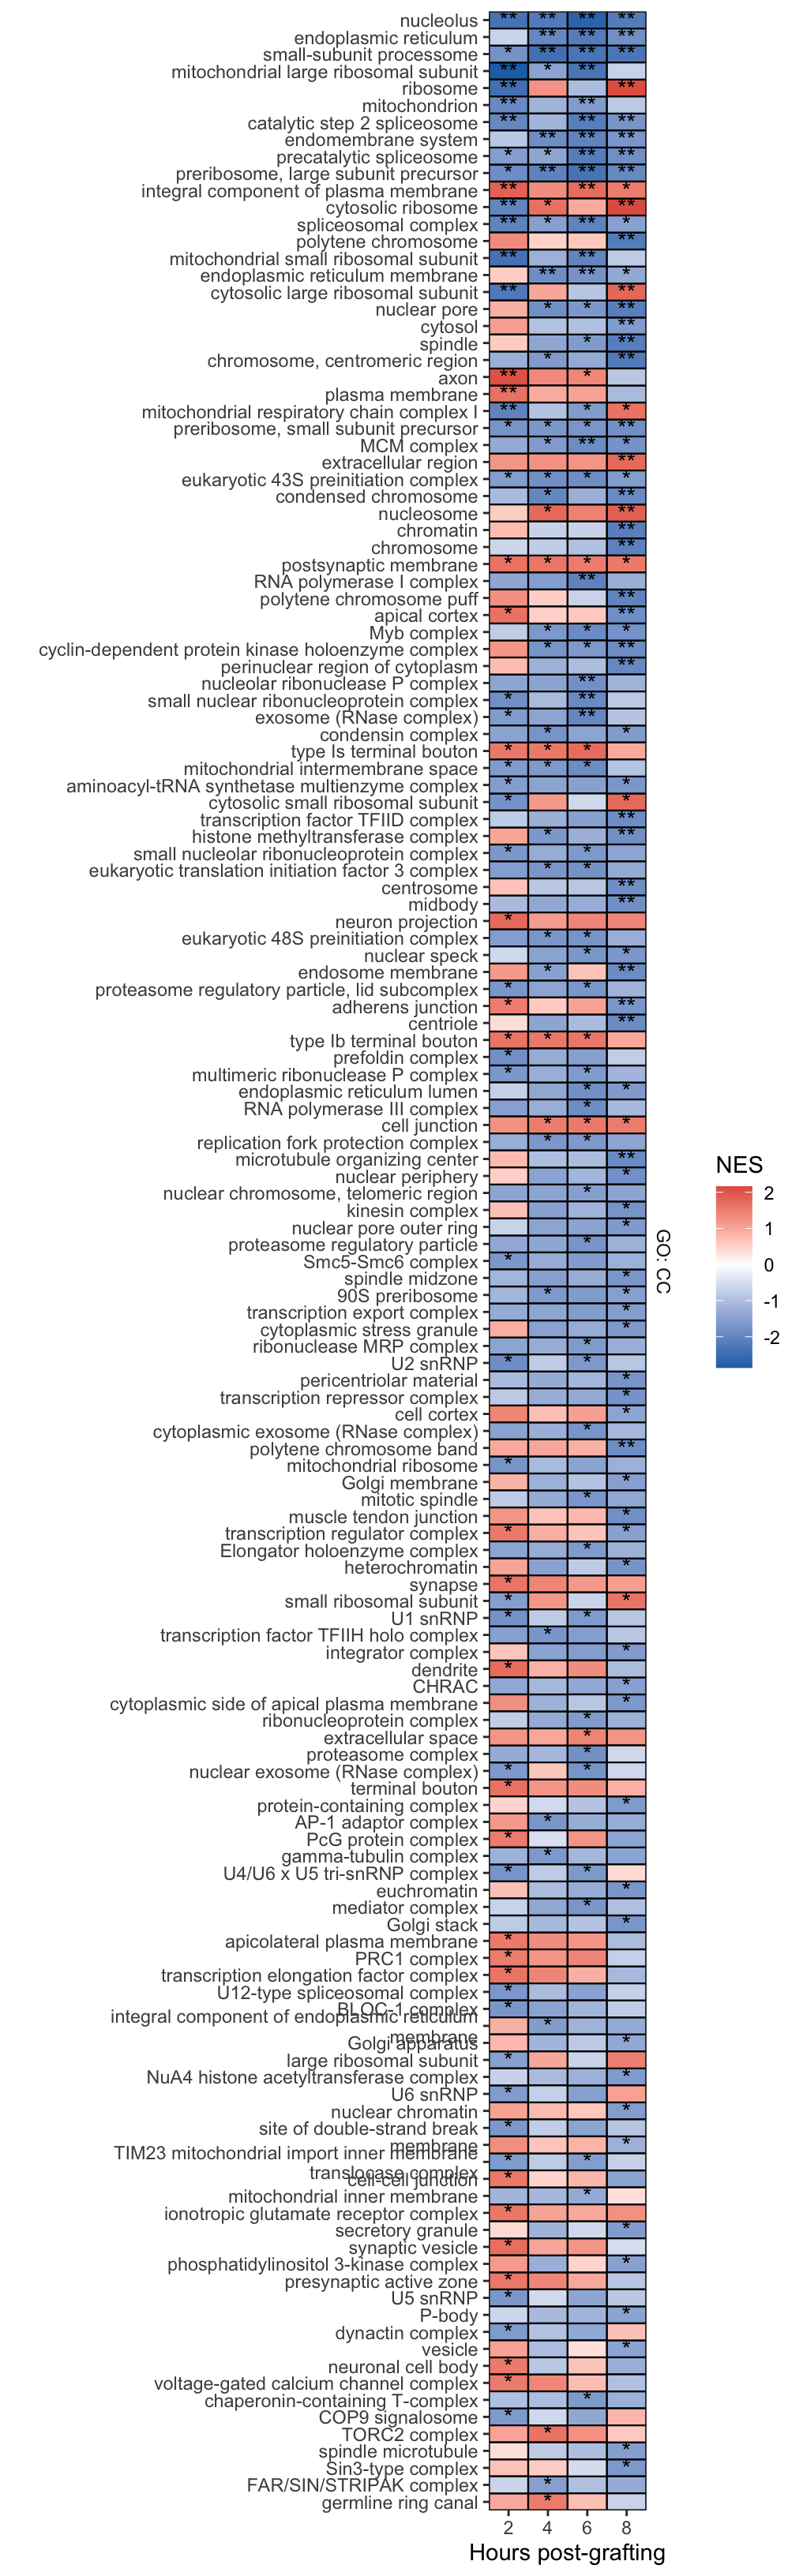 nucleolus ** ** ** **
endoplasmic reticulum ** ** **
small-subunit processome * ** ** **
mitochondrial large ribosomal subunit ** * **
ribosome ** **
mitochondrion ** **
catalytic step 2 spliceosome ** ** **
endomembrane system ** ** **
precatalytic spliceosome * * ** **
preribosome, large subunit precursor * ** ** **
integral component of plasma membrane ** ** *
cytosolic ribosome ** * **
spliceosomal complex ** * ** *
polytene chromosome **
mitochondrial small ribosomal subunit ** **
endoplasmic reticulum membrane ** ** *
cytosolic large ribosomal subunit ** **
nuclear pore * * **
cytosol **
spindle * **
chromosome, centromeric region * **
axon ** *
plasma membrane **
mitochondrial respiratory chain complex I ** * *
preribosome, small subunit precursor * * * **
MCM complex * ** *
extracellular region **
eukaryotic 43S preinitiation complex * * * *
condensed chromosome * **
nucleosome * **
chromatin **
chromosome **
postsynaptic membrane * * * *
RNA polymerase I complex **
polytene chromosome puff **
apical cortex * **
Myb complex * * *
cyclin-dependent protein kinase holoenzyme complex * * **
perinuclear region of cytoplasm **
nucleolar ribonuclease P complex **
small nuclear ribonucleoprotein complex * **
exosome (RNase complex) * **
condensin complex * *
type Is terminal bouton * * *
mitochondrial intermembrane space * * *
aminoacyl-tRNA synthetase multienzyme complex * *
cytosolic small ribosomal subunit * *
transcription factor TFIID complex **
histone methyltransferase complex * **
small nucleolar ribonucleoprotein complex * *
eukaryotic translation initiation factor 3 complex * *
centrosome **
midbody **
neuron projection *
eukaryotic 48S preinitiation complex * *
nuclear speck * *
endosome membrane * **
proteasome regulatory particle, lid subcomplex * *
adherens junction * **
centriole **
type Ib terminal bouton * * *
prefoldin complex *
multimeric ribonuclease P complex * *
endoplasmic reticulum lumen * *
RNA polymerase III complex *
cell junction * * *
replication fork protection complex * *
microtubule organizing center **
nuclear periphery *
nuclear chromosome, telomeric region *
kinesin complex *
nuclear pore outer ring *
proteasome regulatory particle *
Smc5-Smc6 complex *
spindle midzone *
90S preribosome * *
transcription export complex *
cytoplasmic stress granule *
ribonuclease MRP complex *
U2 snRNP * *
pericentriolar material *
transcription repressor complex *
cell cortex *
cytoplasmic exosome (RNase complex) *
polytene chromosome band **
mitochondrial ribosome *
Golgi membrane *
mitotic spindle *
muscle tendon junction *
transcription regulator complex * *
Elongator holoenzyme complex *
heterochromatin *
synapse *
small ribosomal subunit * *
U1 snRNP * *
transcription factor TFIIH holo complex *
integrator complex *
dendrite *
CHRAC *
cytoplasmic side of apical plasma membrane *
ribonucleoprotein complex *
extracellular space *
proteasome complex *
nuclear exosome (RNase complex) * *
terminal bouton *
protein-containing complex *
AP-1 adaptor complex *
PcG protein complex *
gamma-tubulin complex *
U4/U6 x U5 tri-snRNP complex * *
euchromatin *
mediator complex *
Golgi stack *
apicolateral plasma membrane *
PRC1 complex *
transcription elongation factor complex *
U12-type spliceosomal complex *
BLOC-1 complex *
integral component of endoplasmic reticulum
membrane *
Golgi apparatus *
large ribosomal subunit *
NuA4 histone acetyltransferase complex *
U6 snRNP *
nuclear chromatin *
site of double-strand break *
membrane *
TIM23 mitochondrial import inner membrane
translocase complex * *
cell-cell junction *
mitochondrial inner membrane *
ionotropic glutamate receptor complex *
secretory granule *
synaptic vesicle *
phosphatidylinositol 3-kinase complex *
presynaptic active zone *
U5 snRNP *
P-body *
dynactin complex *
vesicle *
neuronal cell body *
voltage-gated calcium channel complex *
chaperonin-containing T-complex *
COP9 signalosome *
TORC2 complex *
spindle microtubule *
Sin3-type complex *
FAR/SIN/STRIPAK complex *
germline ring canal *
2 4 6 8
Hours post-grafting
GO: CC
NES
2
1
0
-1
-2